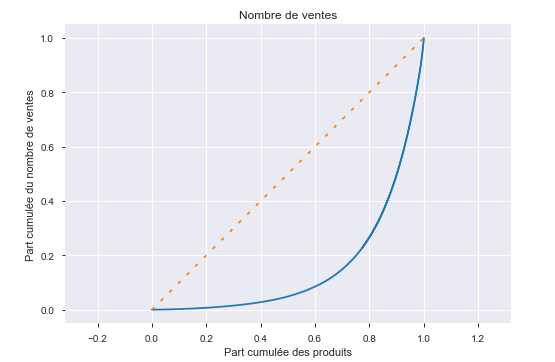 Nombre de ventes
Part cumulée du nombre de ventes
1.0
0.8
0.6
0.4
0.2
0.0
−0.2 0.0 0.2 0.4 0.6 0.8 1.0 1.2
Part cumulée des produits